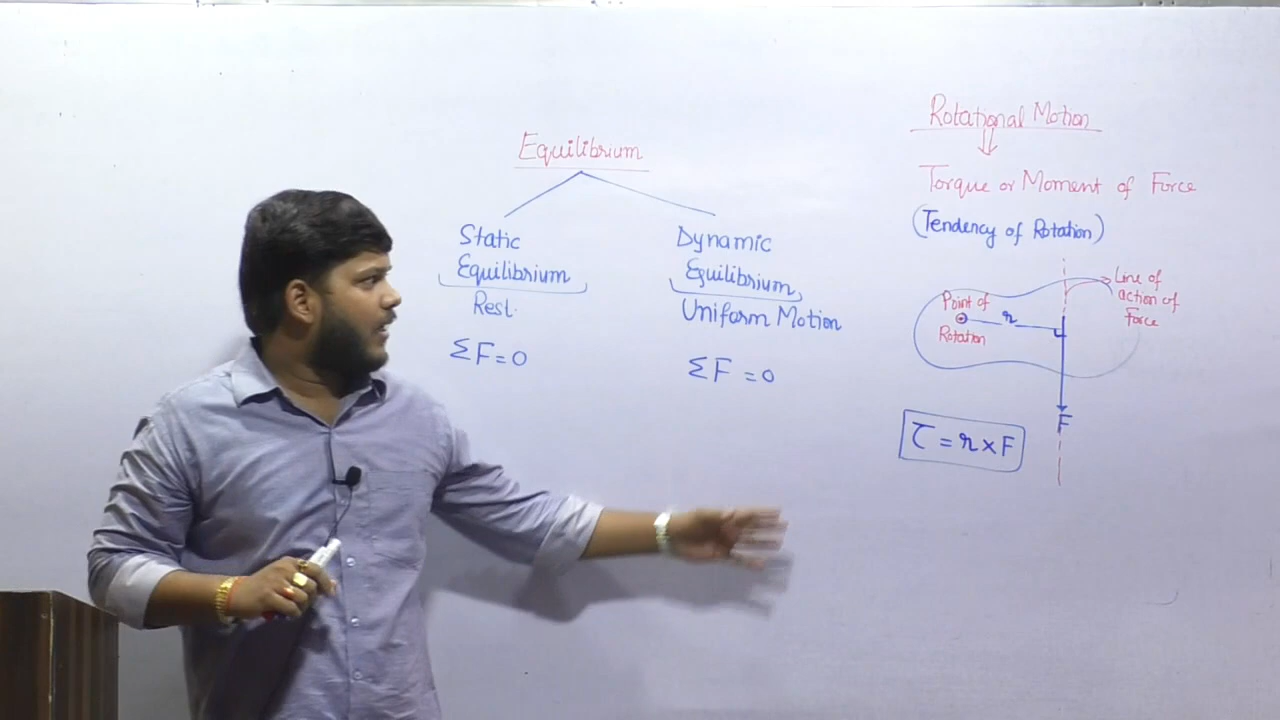 Equilibrium
Static
Equilibrium
Rest.
ΣF=0
Dynamic
Equilibrium
Uniform Motion
ΣF =0
Rotational Motion
⇓
Torque or Moment of Force
(Tendency of Rotation)
Line of
action of
Force
Point of
Rotation
r
F
τ = r × F